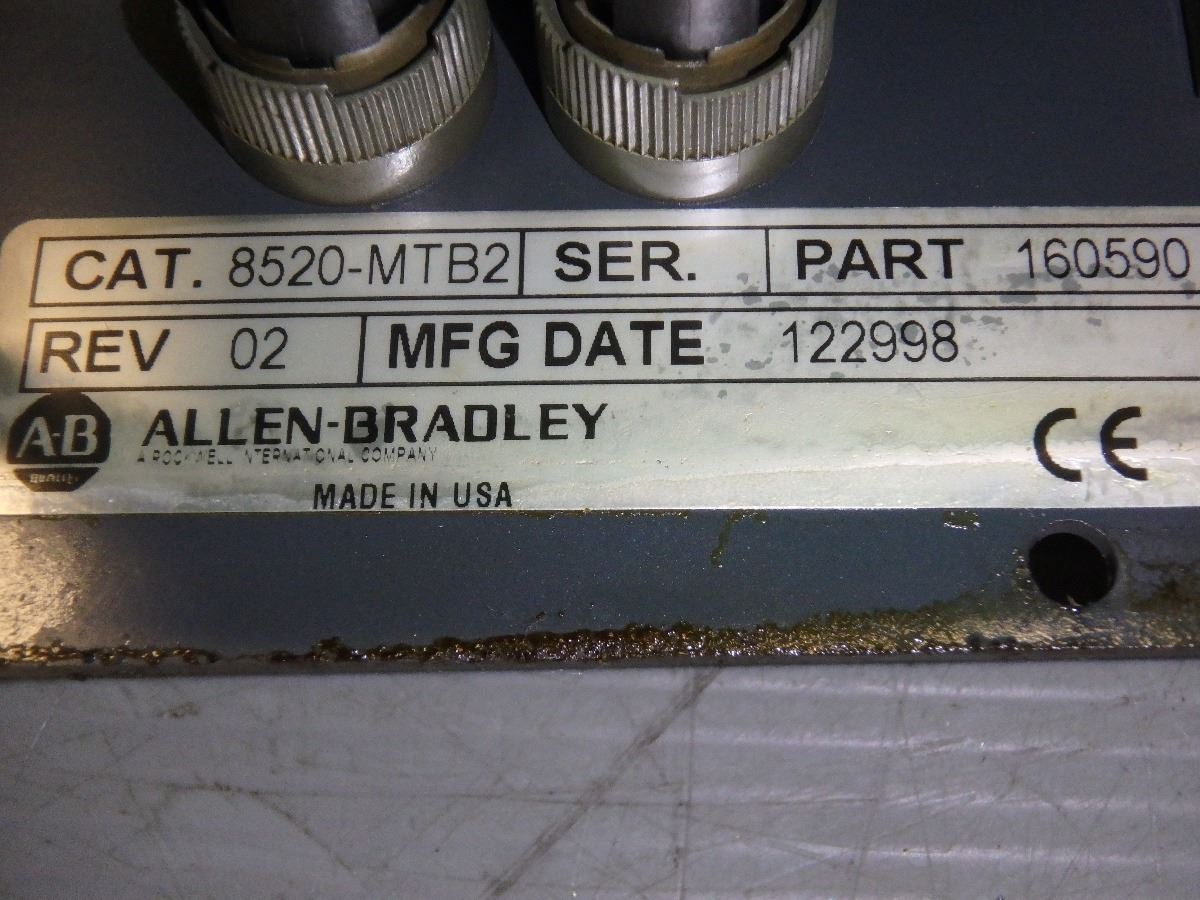 CAT. 8520-MTB2 SER. PART 160590
REV 02 MFG DATE 122998
A-B ALLEN-BRADLEY
A ROCKWELL INTERNATIONAL COMPANY
MADE IN USA
CE